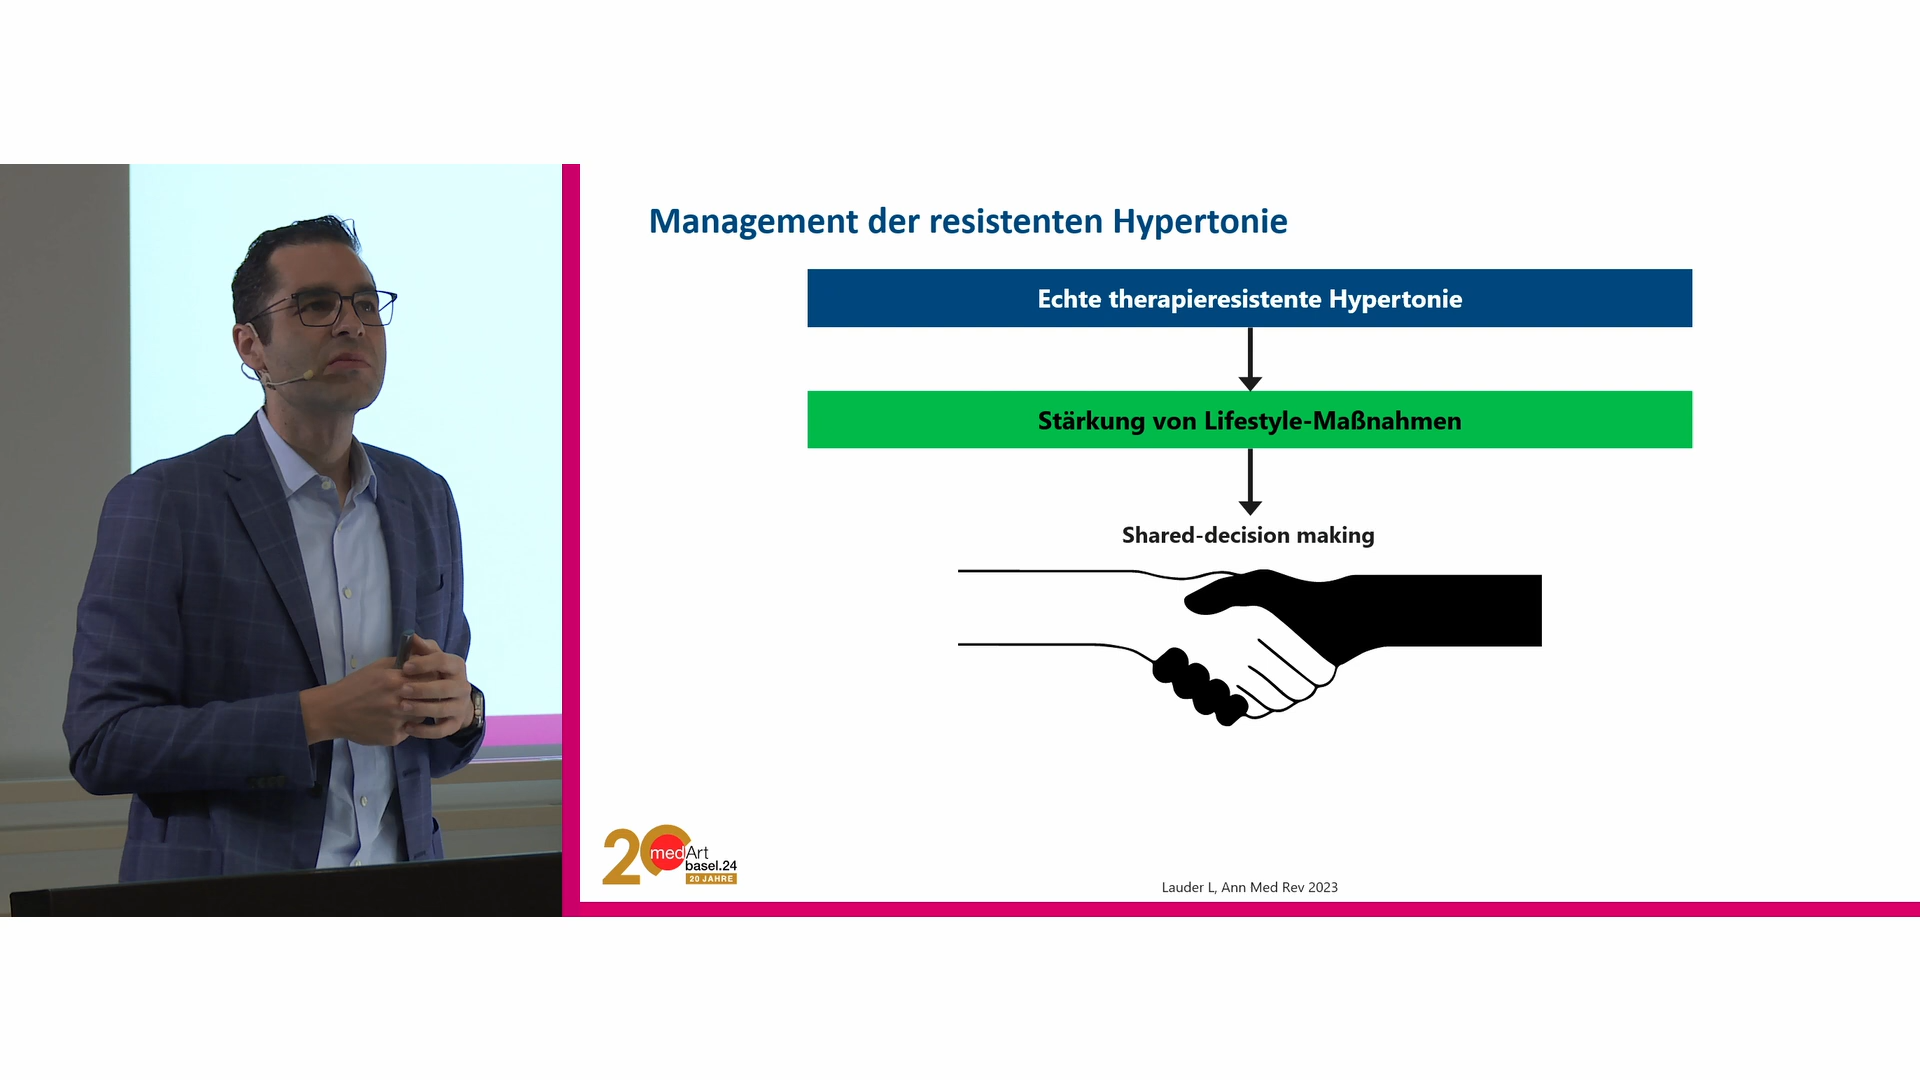 Management der resistenten Hypertonie
Echte therapieresistente Hypertonie
Stärkung von Lifestyle-Maßnahmen
Shared-decision making
20
medArt
basel.24
20 JAHRE
Lauder L, Ann Med Rev 2023